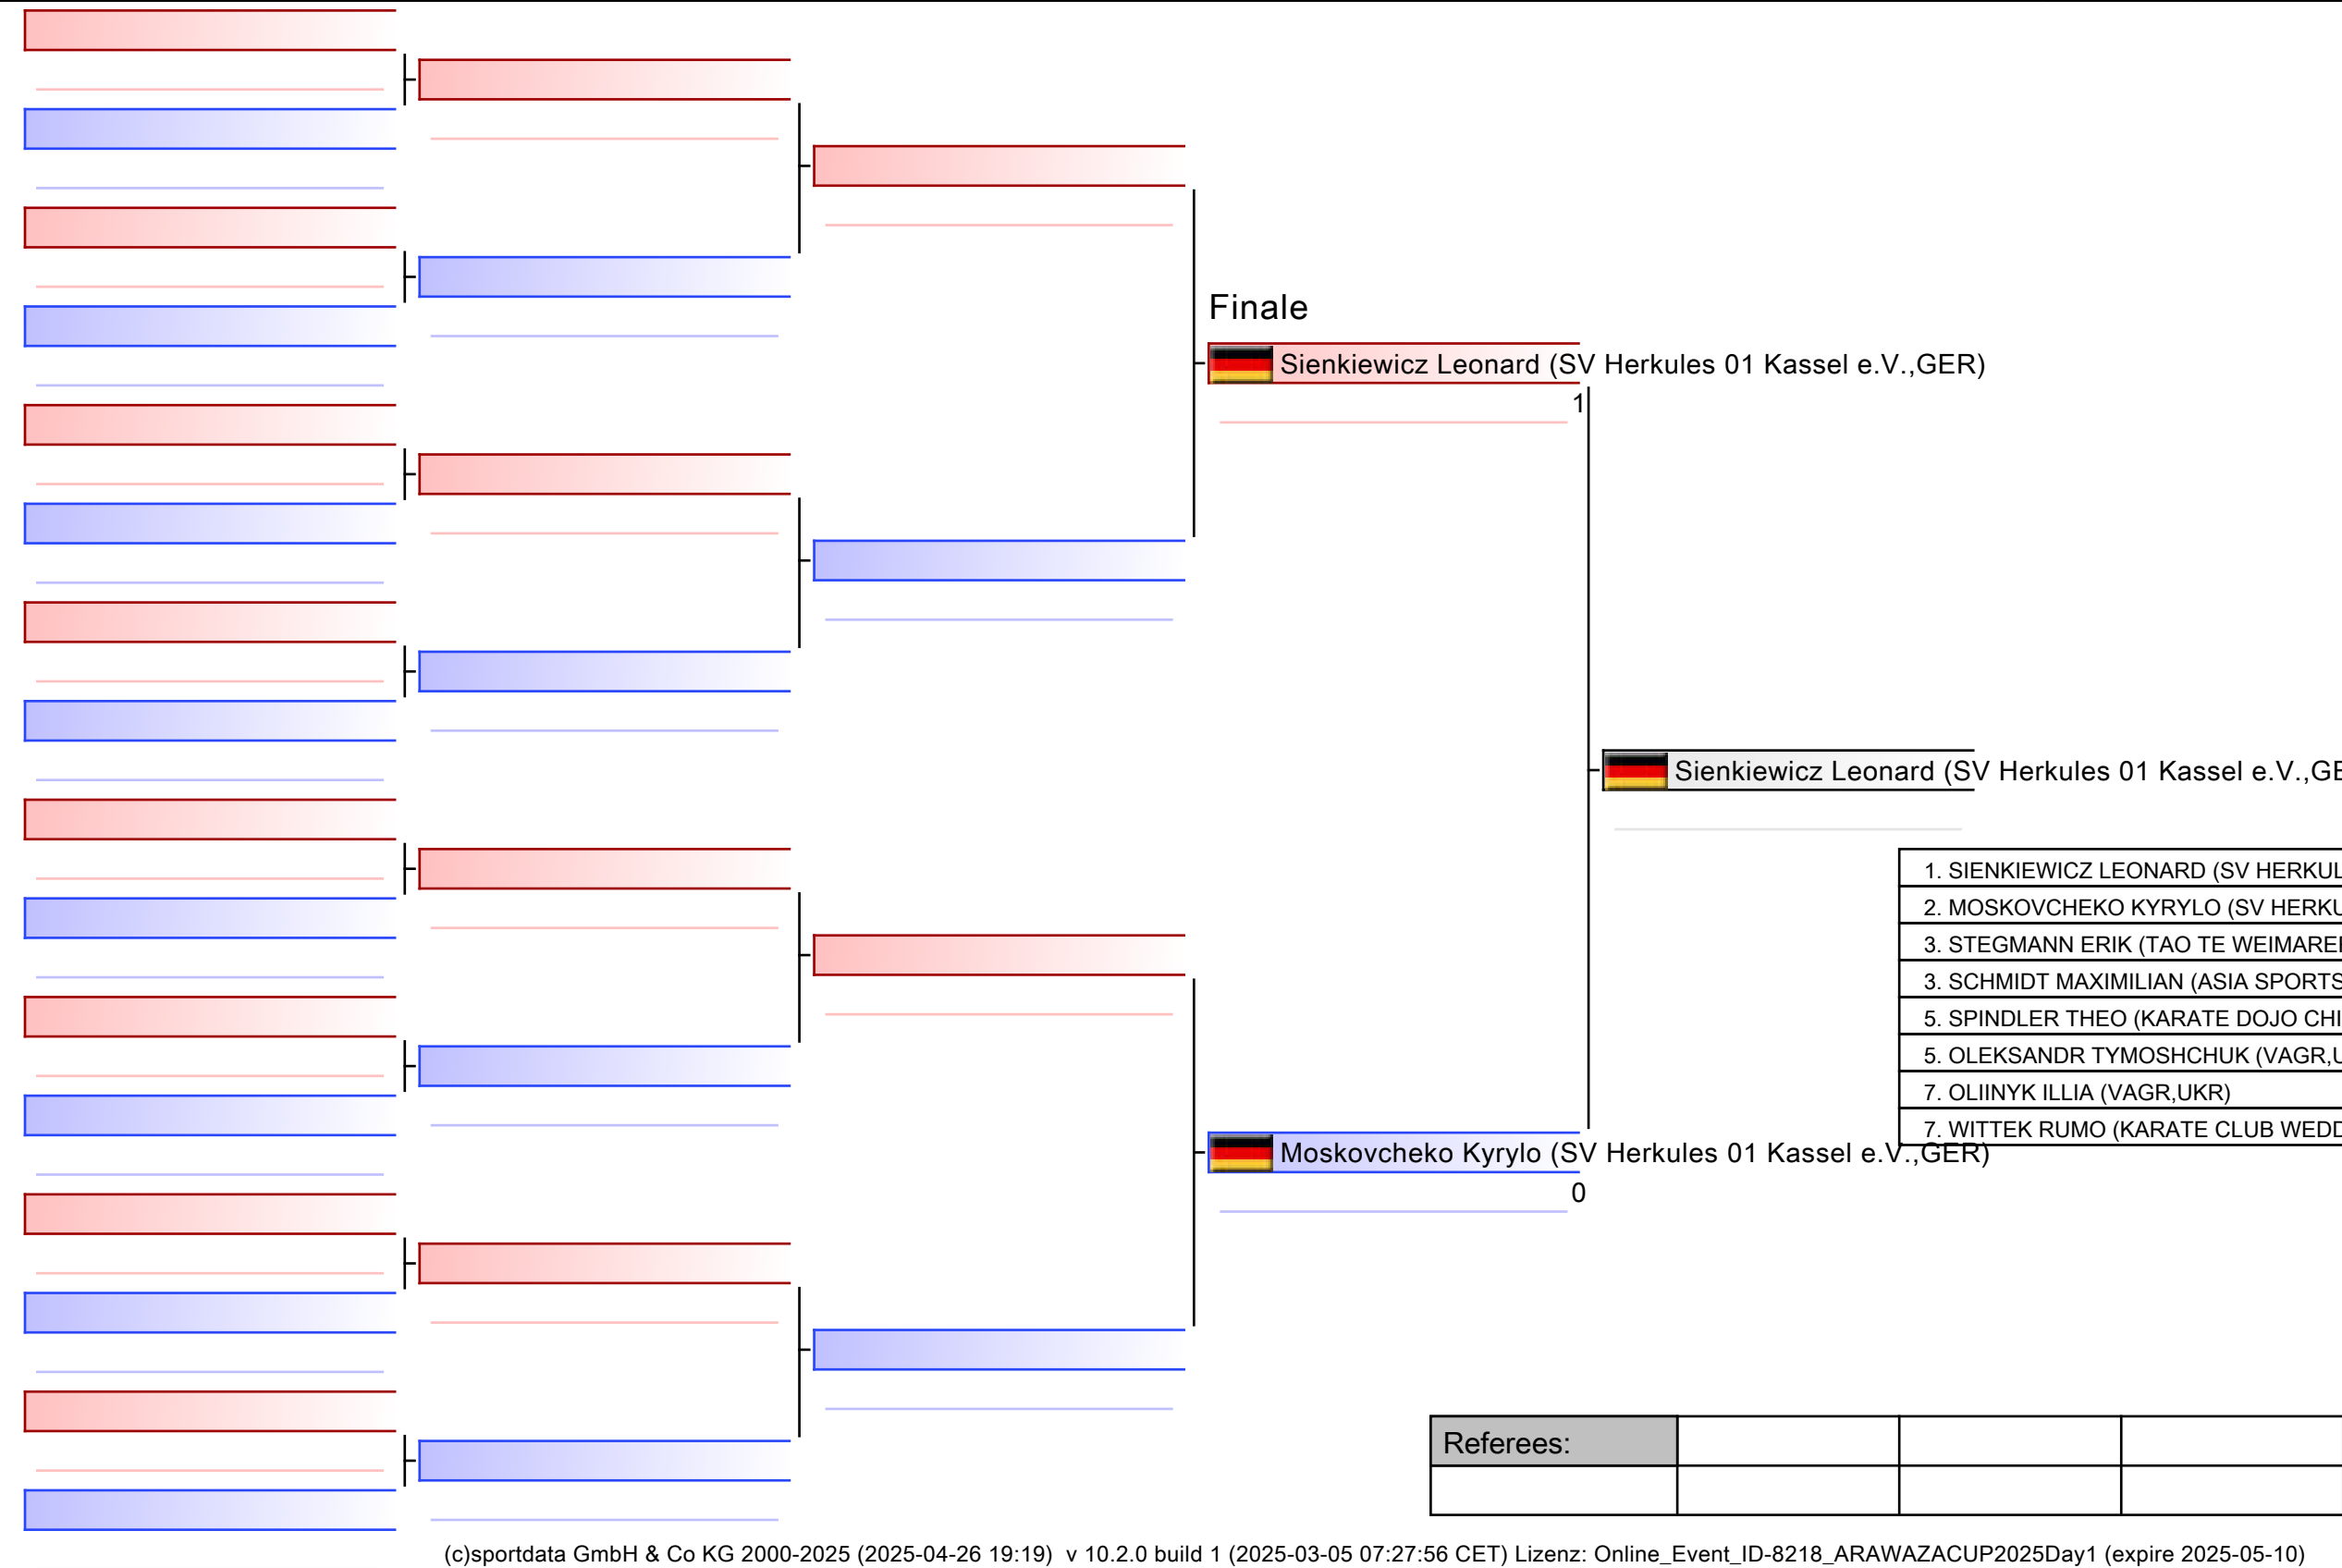 Finale
Sienkiewicz Leonard (SV Herkules 01 Kassel e.V.,GER)
1
Sienkiewicz Leonard (SV Herkules 01 Kassel e.V.,GE
1. SIENKIEWICZ LEONARD (SV HERKUL
2. MOSKOVCHEKO KYRYLO (SV HERKU
3. STEGMANN ERIK (TAO TE WEIMARER
3. SCHMIDT MAXIMILIAN (ASIA SPORTS
5. SPINDLER THEO (KARATE DOJO CHI
5. OLEKSANDR TYMOSHCHUK (VAGR,U
7. OLIINYK ILLIA (VAGR,UKR)
7. WITTEK RUMO (KARATE CLUB WEDD
Moskovcheko Kyrylo (SV Herkules 01 Kassel e.V.,GER)
0
Referees:
(c)sportdata GmbH & Co KG 2000-2025 (2025-04-26 19:19) v 10.2.0 build 1 (2025-03-05 07:27:56 CET) Lizenz: Online_Event_ID-8218_ARAWAZACUP2025Day1 (expire 2025-05-10)